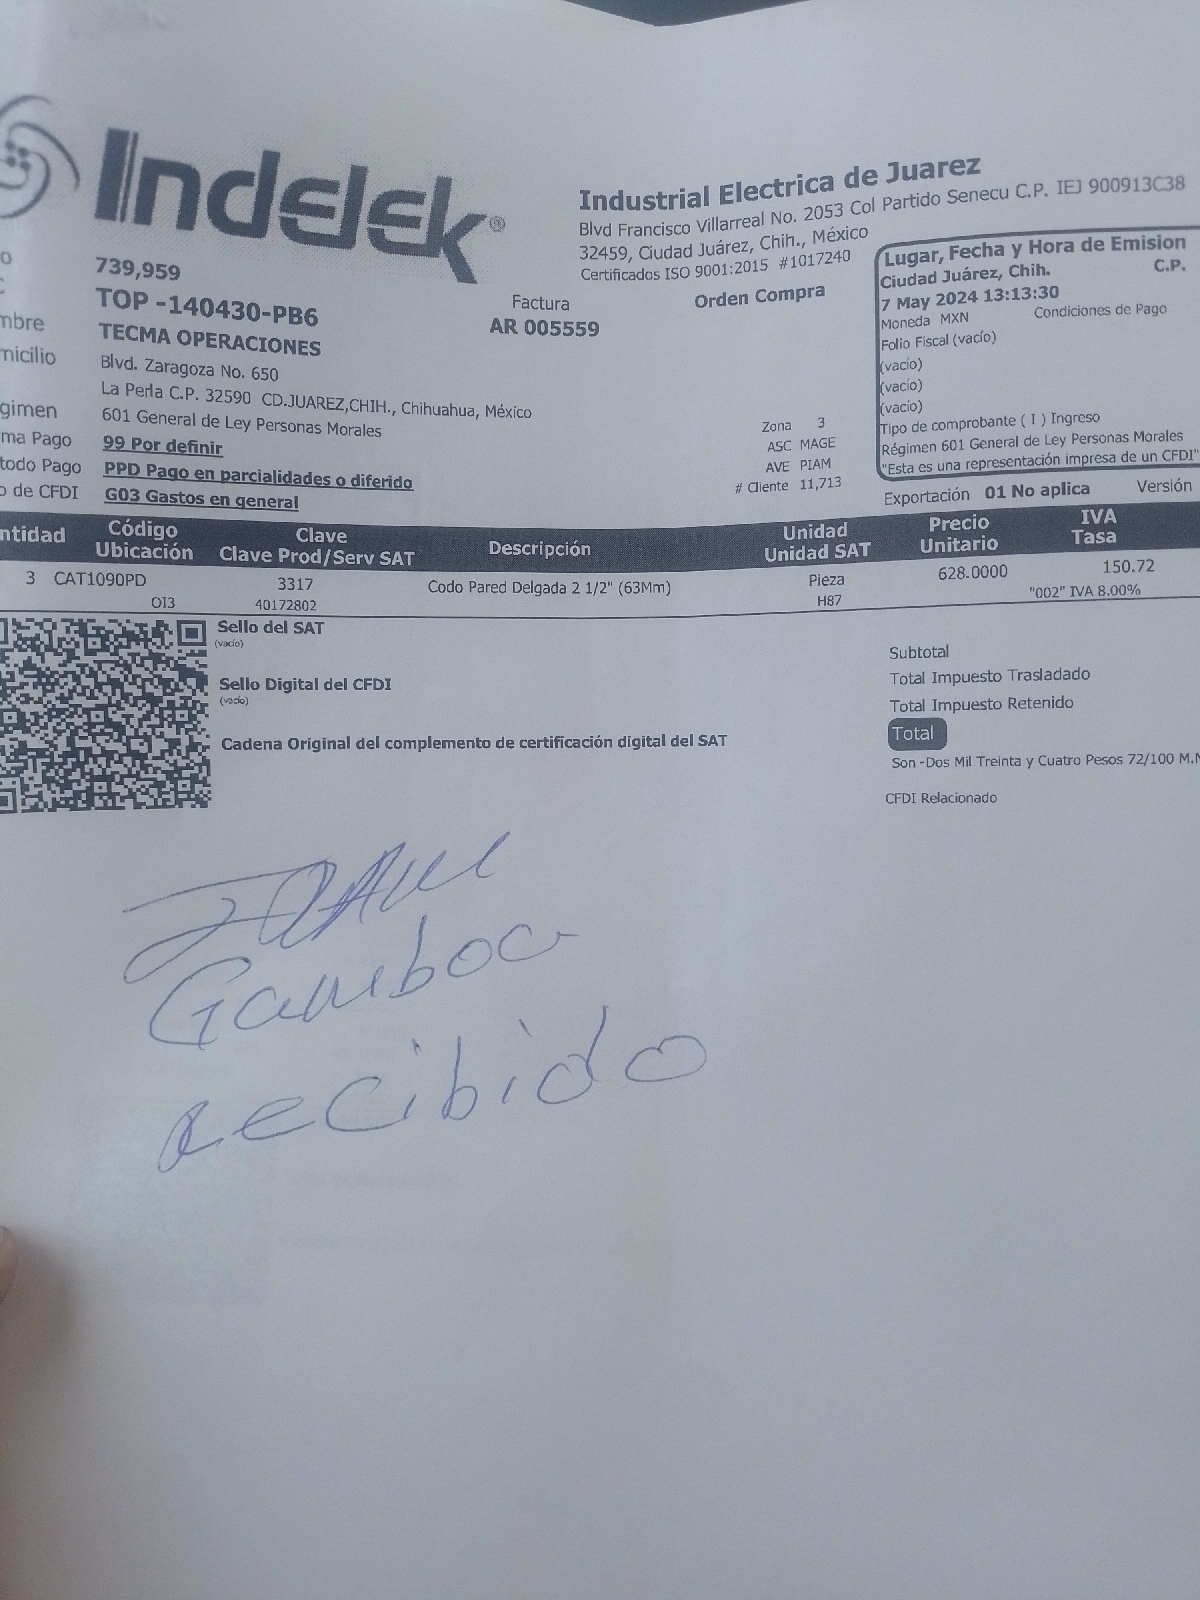 Indelek®
Industrial Electrica de Juarez
Blvd Francisco Villarreal No. 2053 Col Partido Senecu C.P. IEJ 900913C38
32459, Ciudad Juárez, Chih., México
Certificados ISO 9001:2015 #1017240
Lugar, Fecha y Hora de Emision
Ciudad Juárez, Chih. C.P.
7 May 2024 13:13:30
Moneda MXN Condiciones de Pago
Folio Fiscal (vacío)
(vacío)
(vacío)
(vacío)
Tipo de comprobante ( I ) Ingreso
Régimen 601 General de Ley Personas Morales
"Esta es una representación impresa de un CFDI"
739,959
TOP -140430-PB6
Factura
AR 005559
Orden Compra
mbre TECMA OPERACIONES
micilio Blvd. Zaragoza No. 650
La Perla C.P. 32590 CD.JUAREZ,CHIH., Chihuahua, México
gimen 601 General de Ley Personas Morales
ma Pago 99 Por definir
todo Pago PPD Pago en parcialidades o diferido
o de CFDI G03 Gastos en general
Zona 3
ASC MAGE
AVE PIAM
# Cliente 11,713
Exportación 01 No aplica Versión
ntidad Código Ubicación Clave Clave Prod/Serv SAT Descripción Unidad Unidad SAT Precio Unitario IVA Tasa
3 CAT1090PD 3317 Codo Pared Delgada 2 1/2" (63Mm) Pieza 628.0000 150.72
OI3 40172802 H87 "002" IVA 8.00%
Sello del SAT
(vacío)
Sello Digital del CFDI
(vacío)
Cadena Original del complemento de certificación digital del SAT
Subtotal
Total Impuesto Trasladado
Total Impuesto Retenido
Total
Son -Dos Mil Treinta y Cuatro Pesos 72/100 M.N
CFDI Relacionado
Gamboa
recibido